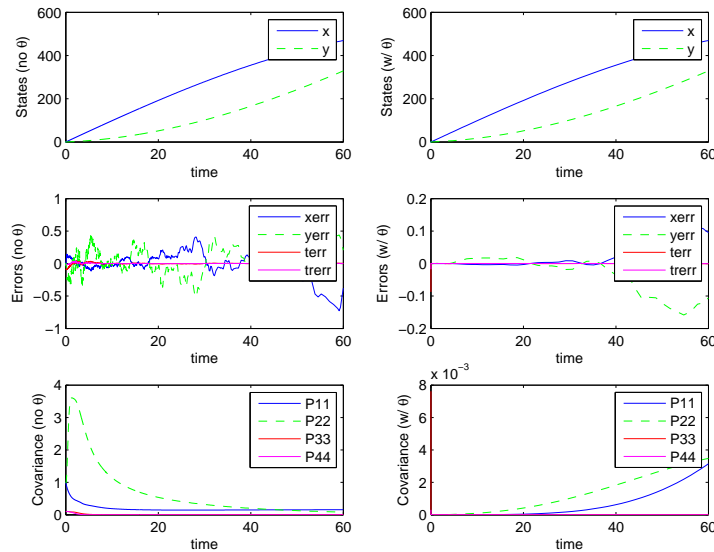 600
400
200
0
0
20
40
60
time
States (no θ)
x
y
600
400
200
0
0
20
40
60
time
States (w/ θ)
x
y
1
0.5
0
−0.5
−1
0
20
40
60
time
Errors (no θ)
xerr
yerr
terr
trerr
0.2
0.1
0
−0.1
−0.2
0
20
40
60
time
Errors (w/ θ)
xerr
yerr
terr
trerr
4
3
2
1
0
0
20
40
60
time
Covariance (no θ)
P11
P22
P33
P44
x 10−3
8
6
4
2
0
0
20
40
60
time
Covariance (w/ θ)
P11
P22
P33
P44